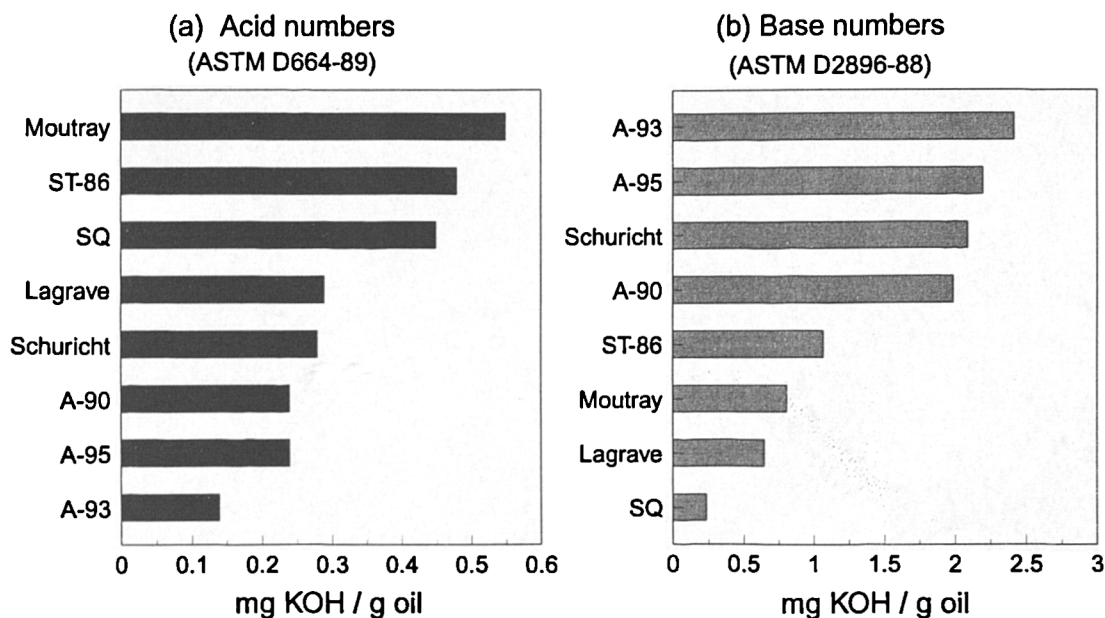 (a) Acid numbers
(ASTM D664-89)
Moutray
ST-86
SQ
Lagrave
Schuricht
A-90
A-95
A-93
0 0.1 0.2 0.3 0.4 0.5 0.6
mg KOH / g oil
(b) Base numbers
(ASTM D2896-88)
A-93
A-95
Schuricht
A-90
ST-86
Moutray
Lagrave
SQ
0 0.5 1 1.5 2 2.5 3
mg KOH / g oil